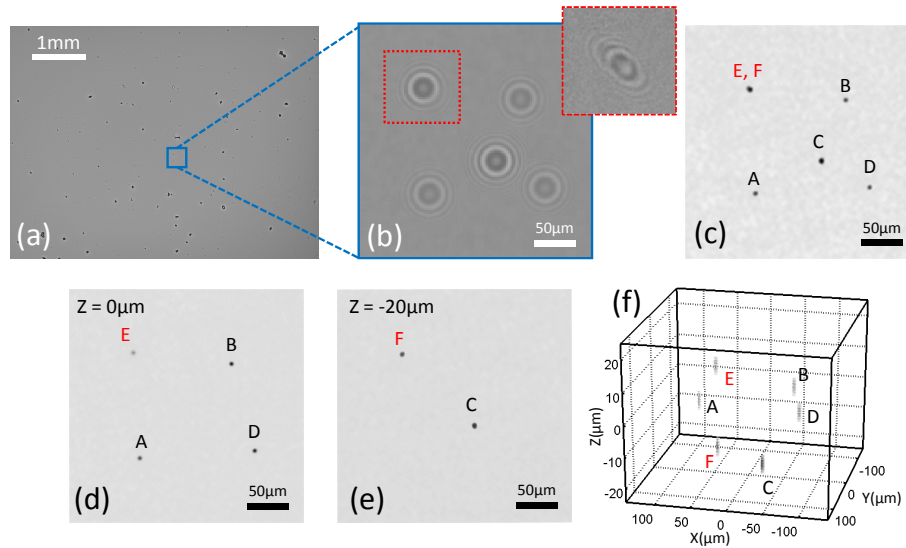 1mm
(a)
50µm
(b)
E, F
B
C
A
D
50µm
(c)
Z = 0µm
E
B
A
D
50µm
(d)
Z = -20µm
F
C
50µm
(e)
(f)
20
10
0
-10
-20
Z(µm)
E
B
A
D
F
C
100
50
0
-50
-100
X(µm)
-100
0
100
Y(µm)